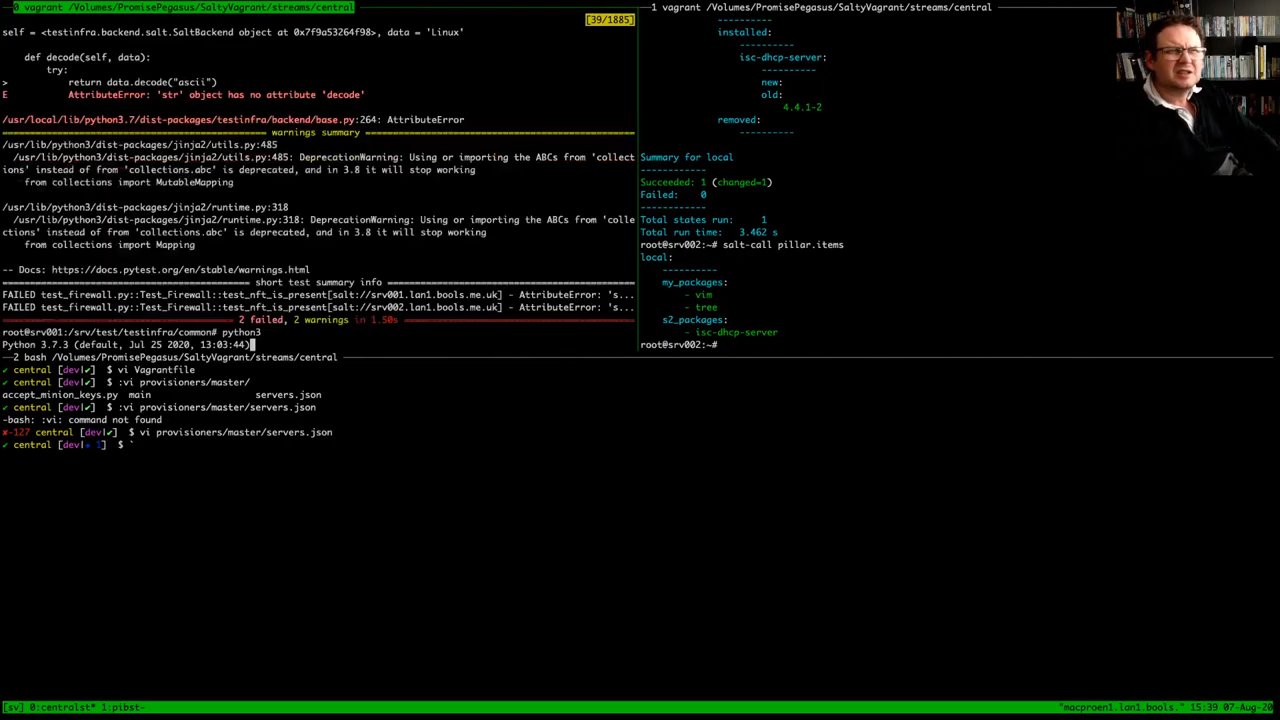 0 vagrant /Volumes/PromisePegasus/SaltyVagrant/streams/central
[39/1885]
self = <testinfra.backend.salt.SaltBackend object at 0x7f9a53264f98>, data = 'Linux'
def decode(self, data):
try:
> return data.decode("ascii")
E AttributeError: 'str' object has no attribute 'decode'
/usr/local/lib/python3.7/dist-packages/testinfra/backend/base.py:264: AttributeError
============================================ warnings summary ============================================
/usr/lib/python3/dist-packages/jinja2/utils.py:485
/usr/lib/python3/dist-packages/jinja2/utils.py:485: DeprecationWarning: Using or importing the ABCs from 'collect
ions' instead of from 'collections.abc' is deprecated, and in 3.8 it will stop working
from collections import MutableMapping
/usr/lib/python3/dist-packages/jinja2/runtime.py:318
/usr/lib/python3/dist-packages/jinja2/runtime.py:318: DeprecationWarning: Using or importing the ABCs from 'colle
ctions' instead of from 'collections.abc' is deprecated, and in 3.8 it will stop working
from collections import Mapping
-- Docs: https://docs.pytest.org/en/stable/warnings.html
========================================== short test summary info ==========================================
FAILED test_firewall.py::Test_Firewall::test_nft_is_present[salt://srv001.lan1.bools.me.uk] - AttributeError: 's...
FAILED test_firewall.py::Test_Firewall::test_nft_is_present[salt://srv002.lan1.bools.me.uk] - AttributeError: 's...
====================================== 2 failed, 2 warnings in 1.50s ======================================
root@srv001:/srv/test/testinfra/common# python3
Python 3.7.3 (default, Jul 25 2020, 13:03:44)
1 vagrant /Volumes/PromisePegasus/SaltyVagrant/streams/central
installed:
----------
isc-dhcp-server:
----------
new:
old:
4.4.1-2
removed:
----------
Summary for local
------------
Succeeded: 1 (changed=1)
Failed: 0
------------
Total states run: 1
Total run time: 3.462 s
root@srv002:~# salt-call pillar.items
local:
----------
my_packages:
- vim
- tree
s2_packages:
- isc-dhcp-server
root@srv002:~#
2 bash /Volumes/PromisePegasus/SaltyVagrant/streams/central
✔ central [dev|✔] $ vi Vagrantfile
✔ central [dev|✔] $ :vi provisioners/master/
accept_minion_keys.py main servers.json
✔ central [dev|✔] $ :vi provisioners/master/servers.json
-bash: :vi: command not found
✘-127 central [dev|✔] $ vi provisioners/master/servers.json
✔ central [dev|✚ 1] $ `
[sv] 0:centralst* 1:pibst- "macproen1.lan1.bools." 15:39 07-Aug-20